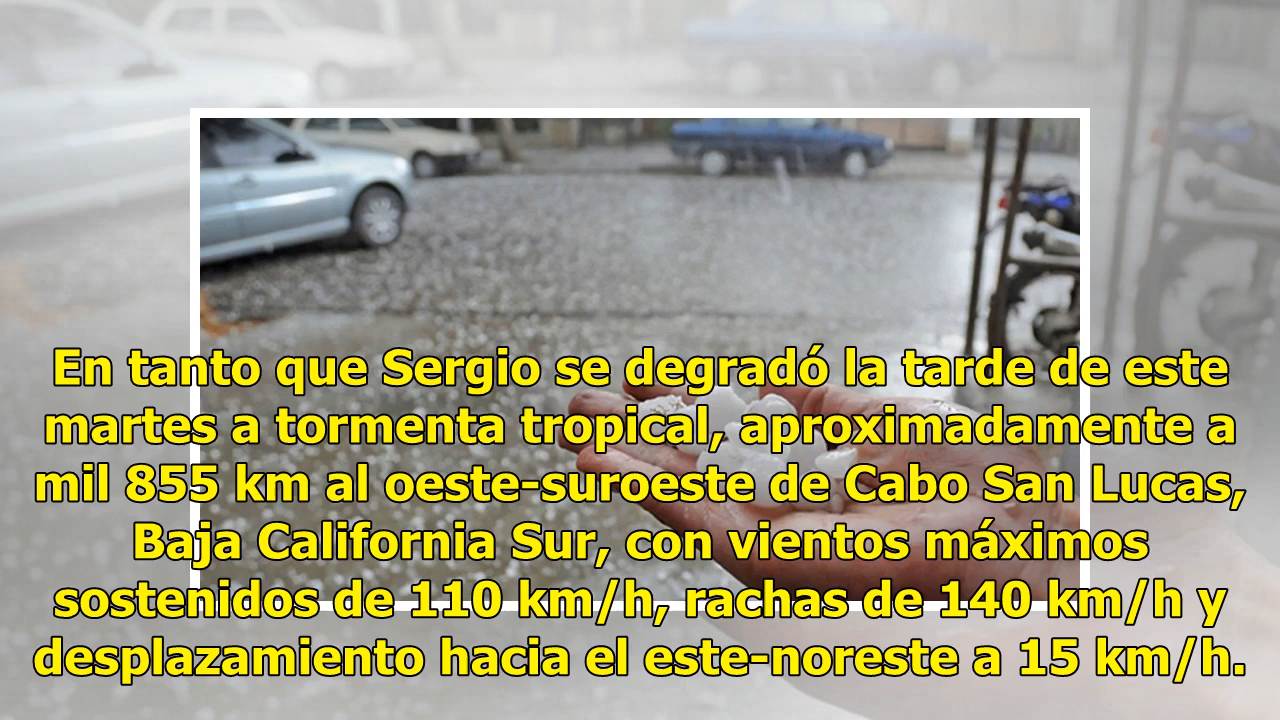 En tanto que Sergio se degradó la tarde de este
martes a tormenta tropical, aproximadamente a
mil 855 km al oeste-suroeste de Cabo San Lucas,
Baja California Sur, con vientos máximos
sostenidos de 110 km/h, rachas de 140 km/h y
desplazamiento hacia el este-noreste a 15 km/h.